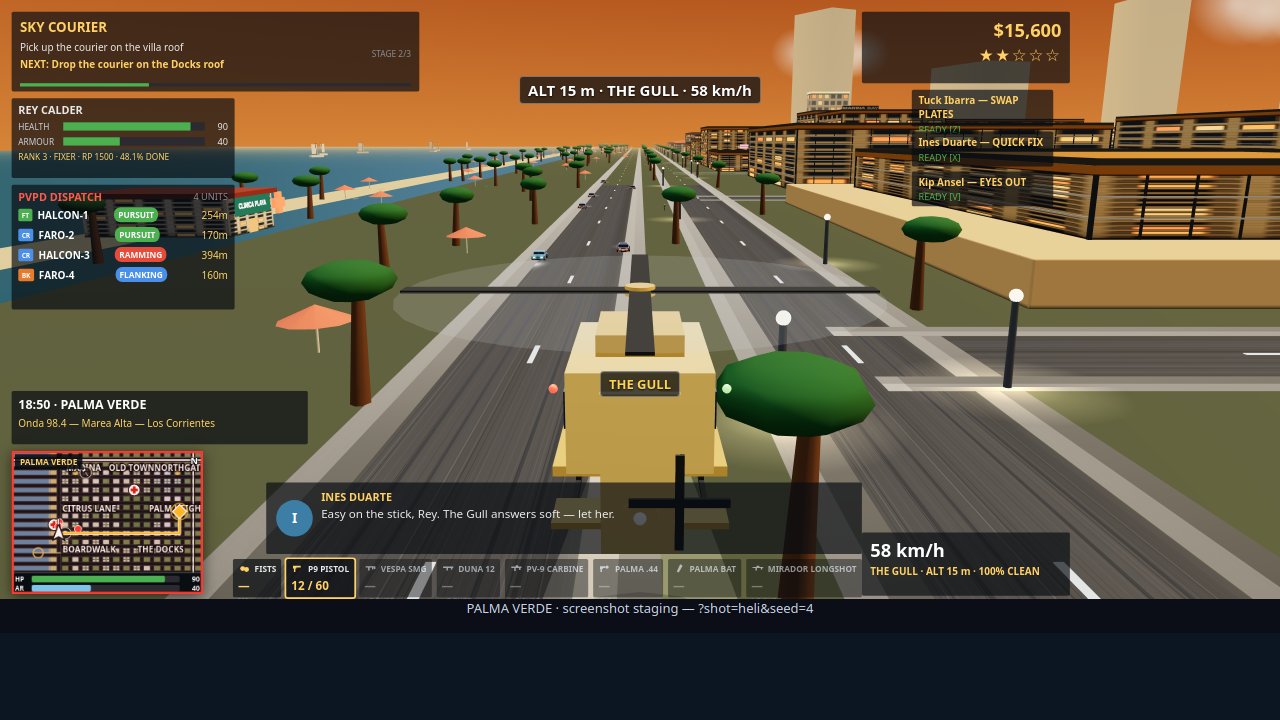 SKY COURIER
Pick up the courier on the villa roof
STAGE 2/3
NEXT: Drop the courier on the Docks roof
$15,600
★★☆☆☆
ALT 15 m · THE GULL · 58 km/h
REY CALDER
HEALTH 90
ARMOUR 40
RANK 3 · FIXER · RP 1500 · 48.1% DONE
Tuck Ibarra — SWAP
PLATES
READY [Z]
Ines Duarte — QUICK FIX
READY [X]
Kip Ansel — EYES OUT
READY [V]
PVPD DISPATCH 4 UNITS
FT HALCON-1 PURSUIT 254m
CR FARO-2 PURSUIT 170m
CR HALCON-3 RAMMING 394m
BK FARO-4 FLANKING 160m
CLINICA PLAYA
THE GULL
18:50 · PALMA VERDE
Onda 98.4 — Marea Alta — Los Corrientes
PALMA VERDE
OLD TOWN NORTHGAT
N
CITRUS LANE
BOARDWALK
THE DOCKS
HP 90
AR 40
I
INES DUARTE
Easy on the stick, Rey. The Gull answers soft — let her.
FISTS
—
P9 PISTOL
12 / 60
VESPA SMG
—
DUNA 12
—
PV-9 CARBINE
—
PALMA .44
—
PALMA BAT
—
MIRADOR LONGSHOT
—
58 km/h
THE GULL · ALT 15 m · 100% CLEAN
PALMA VERDE · screenshot staging — ?shot=heli&seed=4